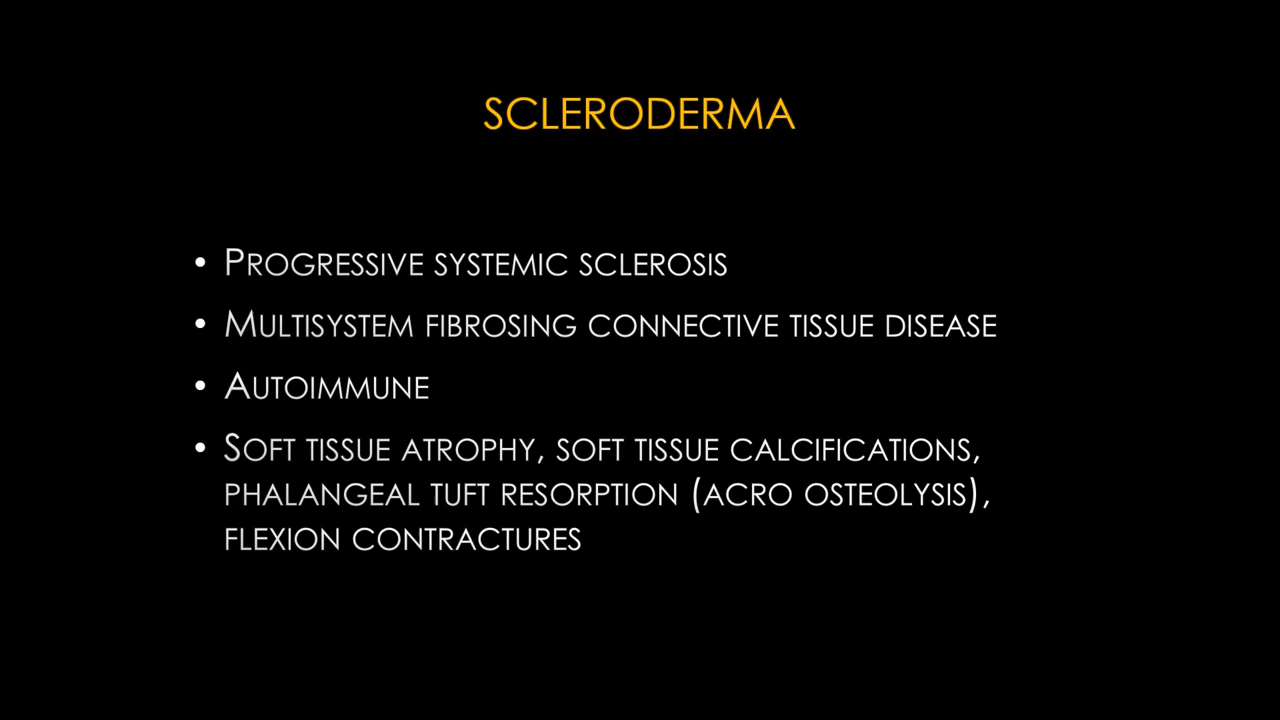 SCLERODERMA
• PROGRESSIVE SYSTEMIC SCLEROSIS
• MULTISYSTEM FIBROSING CONNECTIVE TISSUE DISEASE
• AUTOIMMUNE
• SOFT TISSUE ATROPHY, SOFT TISSUE CALCIFICATIONS,
PHALANGEAL TUFT RESORPTION (ACRO OSTEOLYSIS),
FLEXION CONTRACTURES